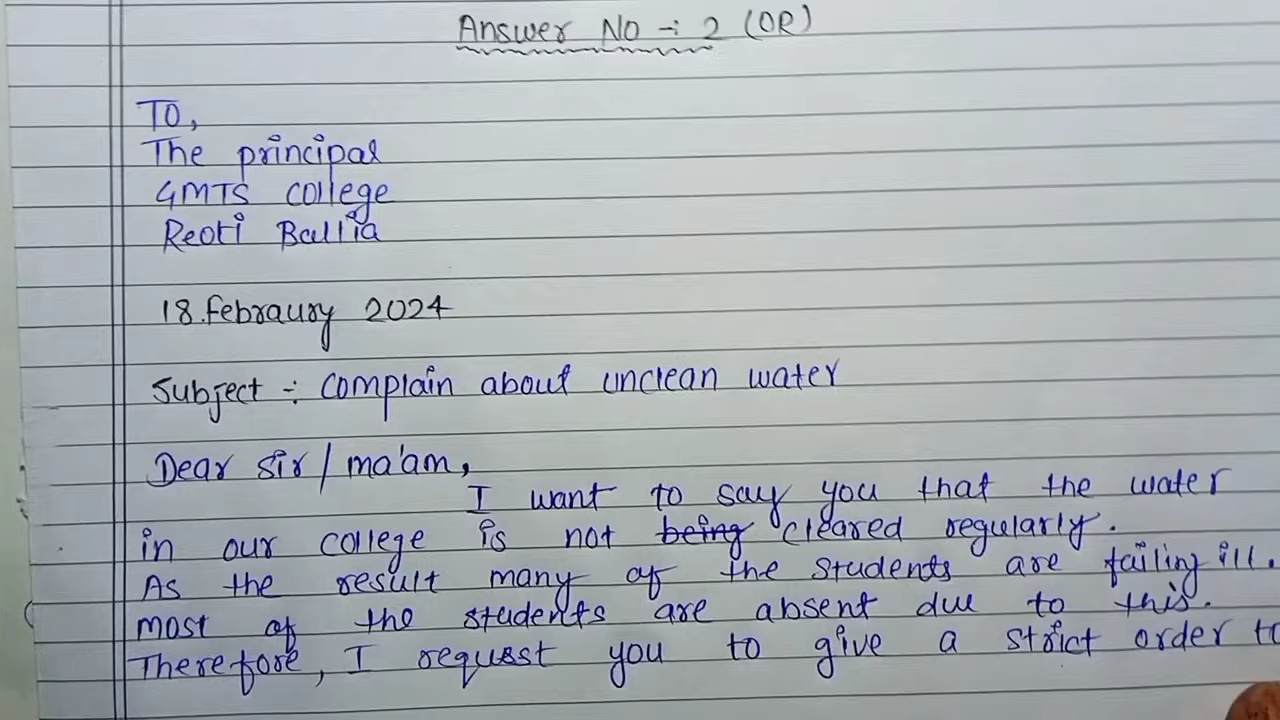 Answer NO -: 2 (OR)
TO,
The principal
GMTS college
Reoti Ballia
18.Febraury 2024
Subject -: complain about unclean water
Dear sir / ma'am,
I want to say you that the water
in our college is not being cleared regularly.
As the result many of the students are failing ill.
most of the students are absent due to this.
Therefore, I request you to give a strict order to